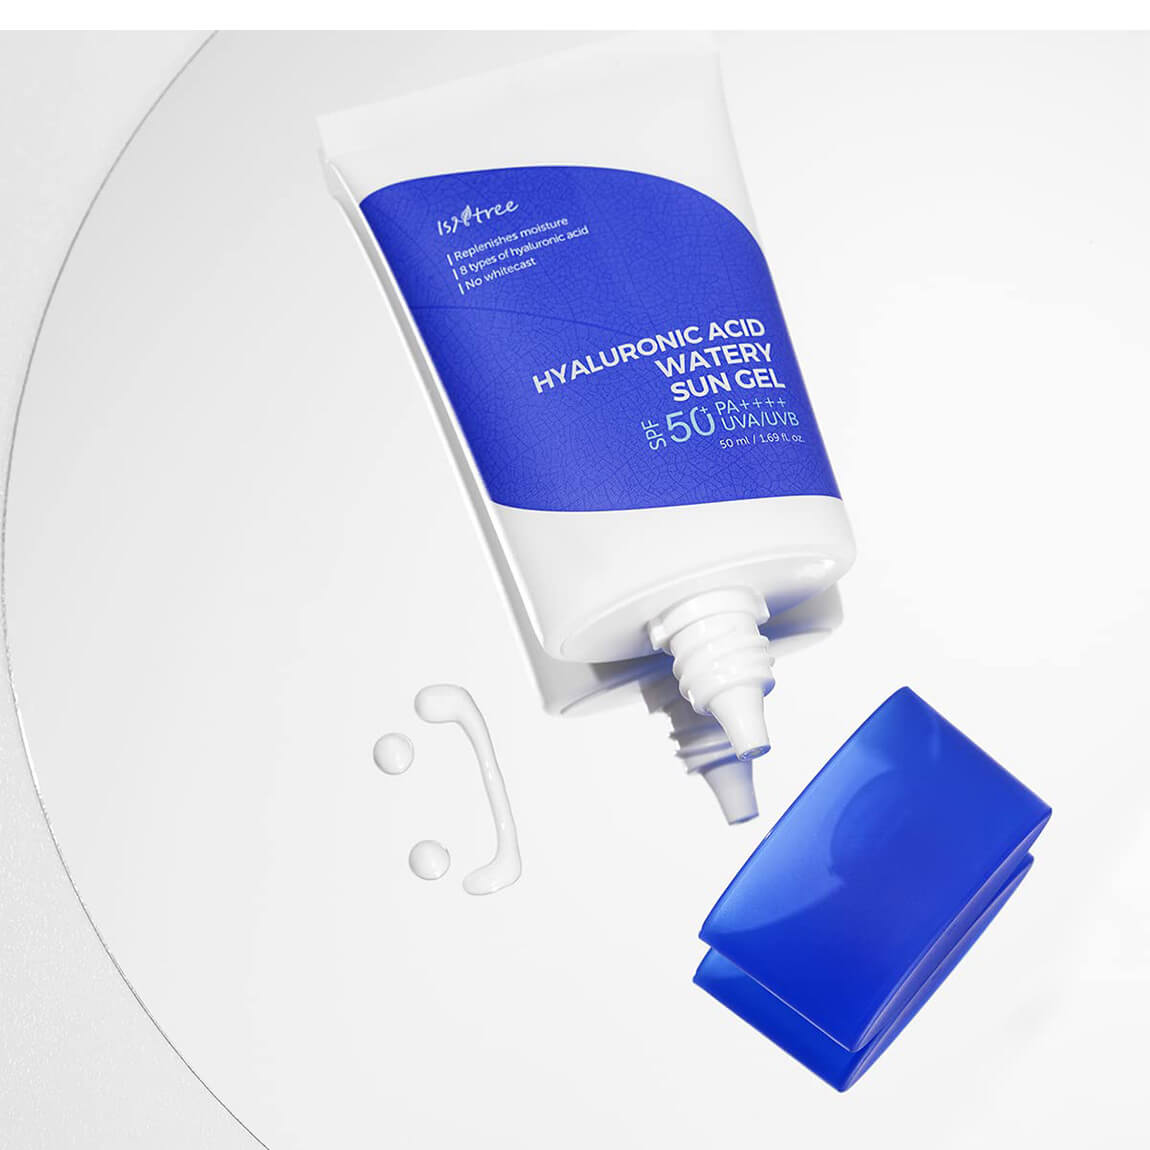 Isntree
Replenishes moisture
8 types of hyaluronic acid
No whitecast
HYALURONIC ACID
WATERY
SUN GEL
SPF 50+ PA++++
UVA/UVB
50 ml / 1.69 fl. oz.